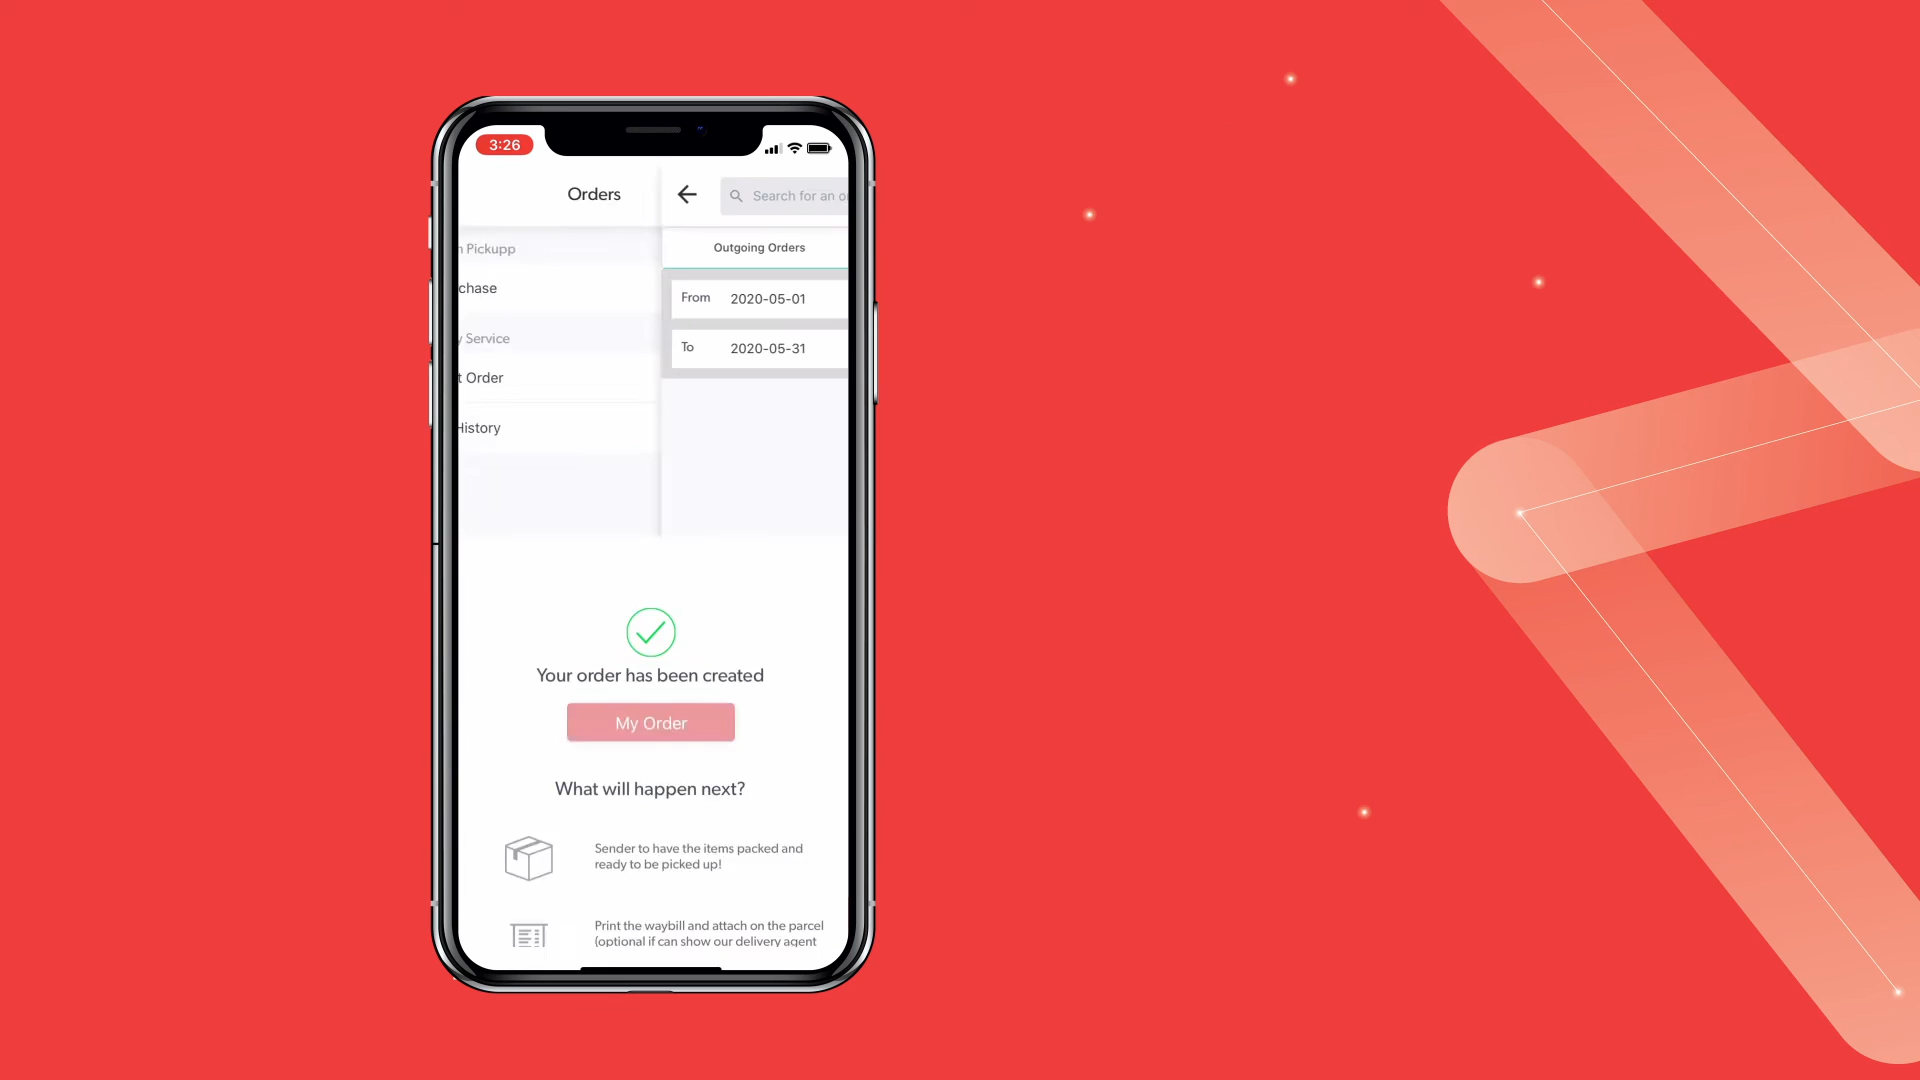 3:26
Orders
Search for an o
Outgoing Orders
Pickupp
From 2020-05-01
chase
Service
To 2020-05-31
t Order
History
Your order has been created
My Order
What will happen next?
Sender to have the items packed and
ready to be picked up!
Print the waybill and attach on the parcel
(optional if can show our delivery agent